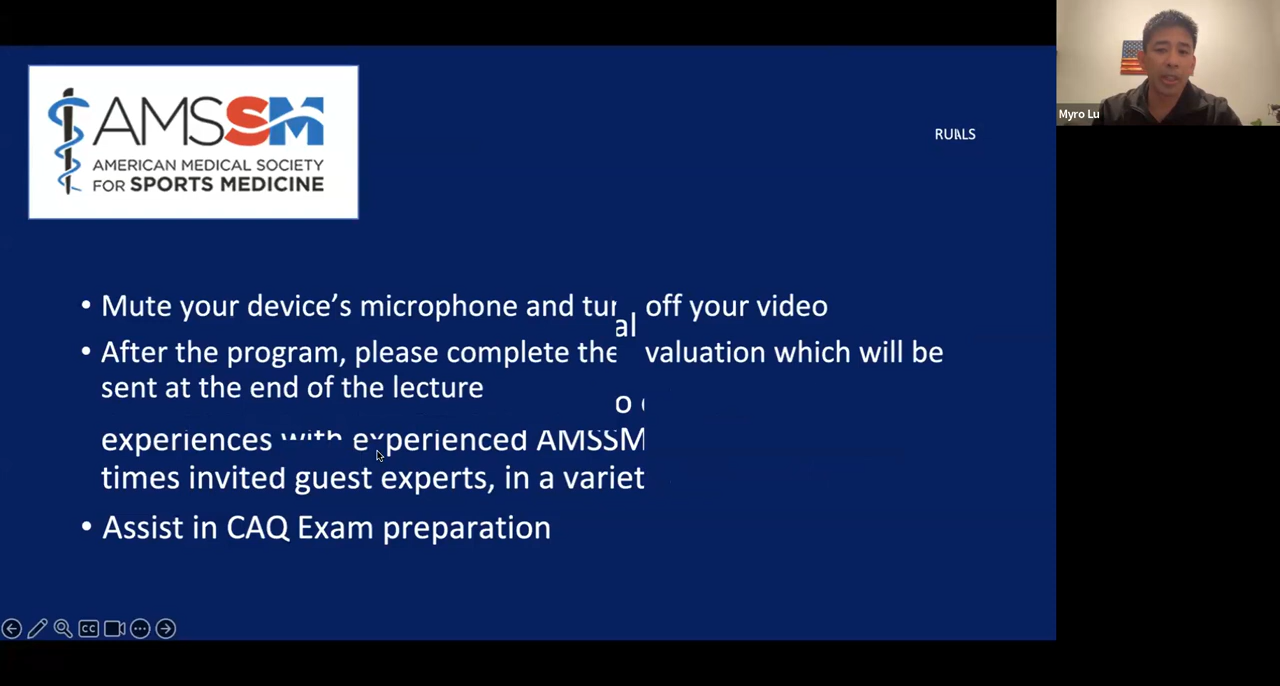 AMSSM
AMERICAN MEDICAL SOCIETY
FOR SPORTS MEDICINE
Myro Lu
• Mute your device's microphone and tur off your video
al
• After the program, please complete the valuation which will be
sent at the end of the lecture
o
experiences with experienced AMSSM
times invited guest experts, in a variet
• Assist in CAQ Exam preparation
CC